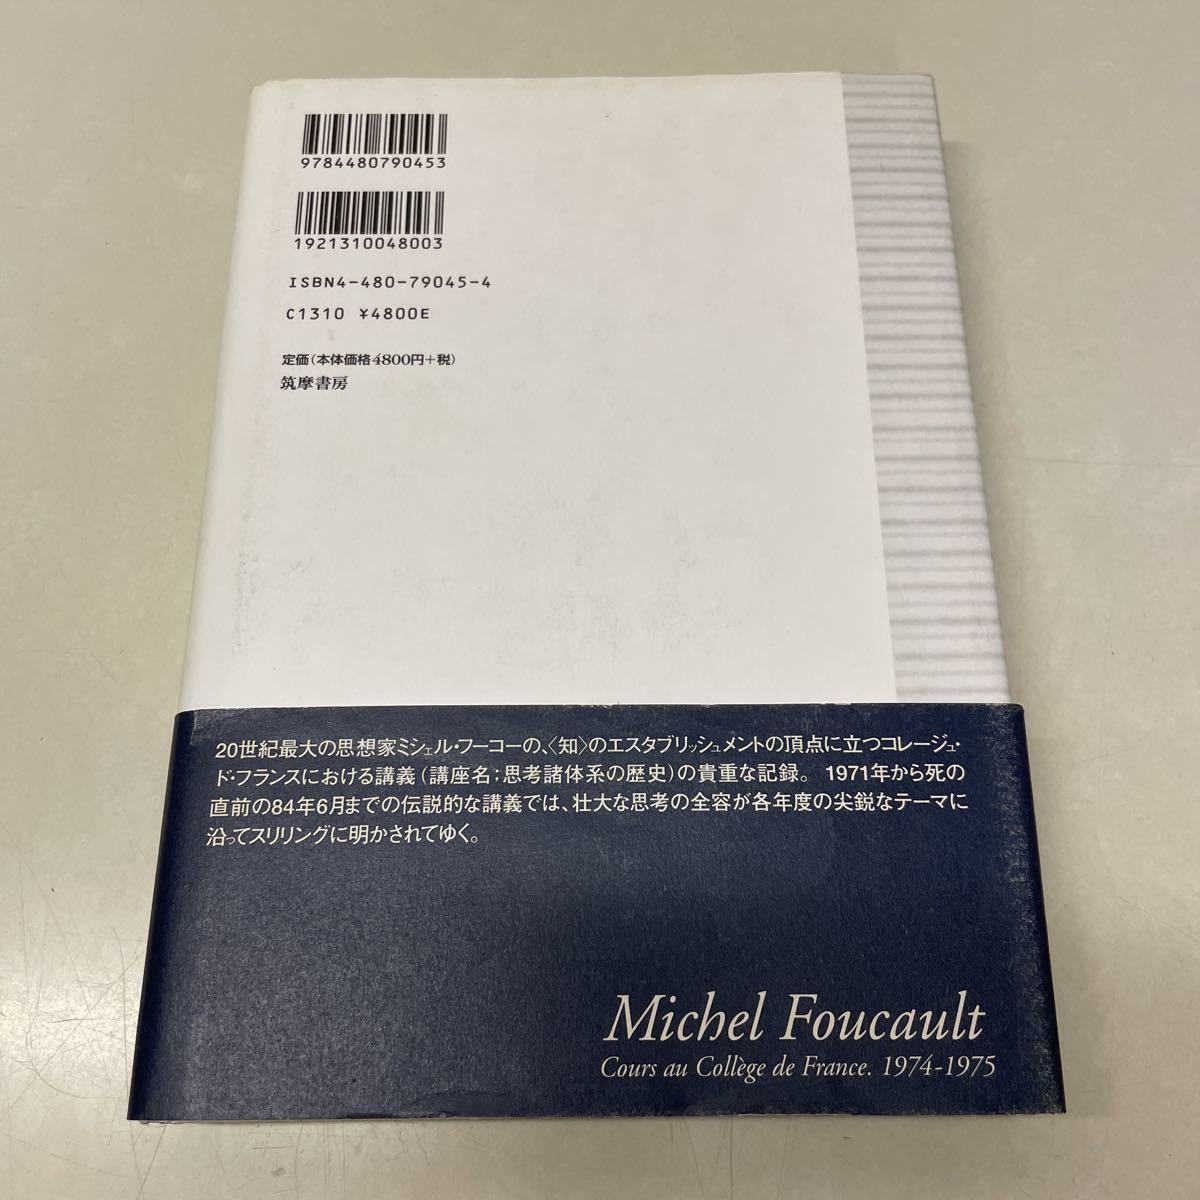 9784480790453
1921310048003
ISBN4-480-79045-4
C1310 ¥4800E
定価(本体価格4800円+税)
筑摩書房
20世紀最大の思想家ミシェル・フーコーの、〈知〉のエスタブリッシュメントの頂点に立つコレージュ・
ド・フランスにおける講義(講座名;思考諸体系の歴史)の貴重な記録。 1971年から死の
直前の84年6月までの伝説的な講義では、壮大な思考の全容が各年度の尖鋭なテーマに
沿ってスリリングに明かされてゆく。
Michel Foucault
Cours au Collège de France. 1974-1975